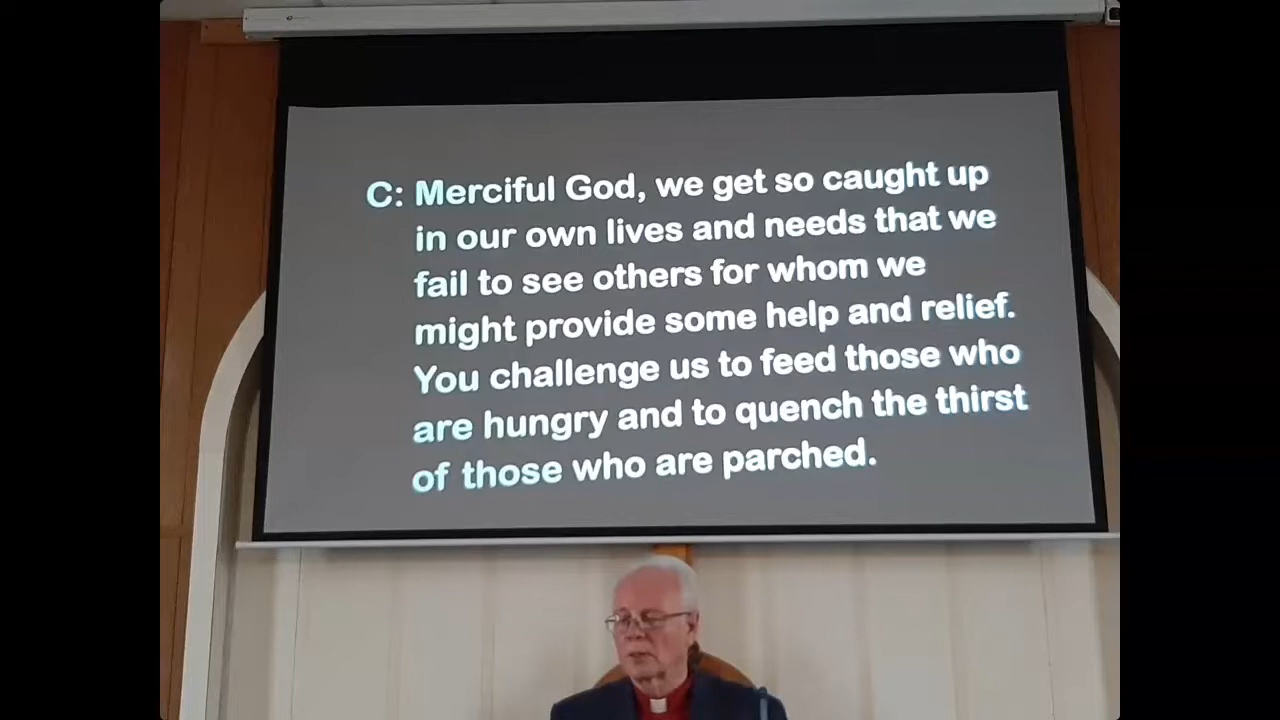 C: Merciful God, we get so caught up
in our own lives and needs that we
fail to see others for whom we
might provide some help and relief.
You challenge us to feed those who
are hungry and to quench the thirst
of those who are parched.